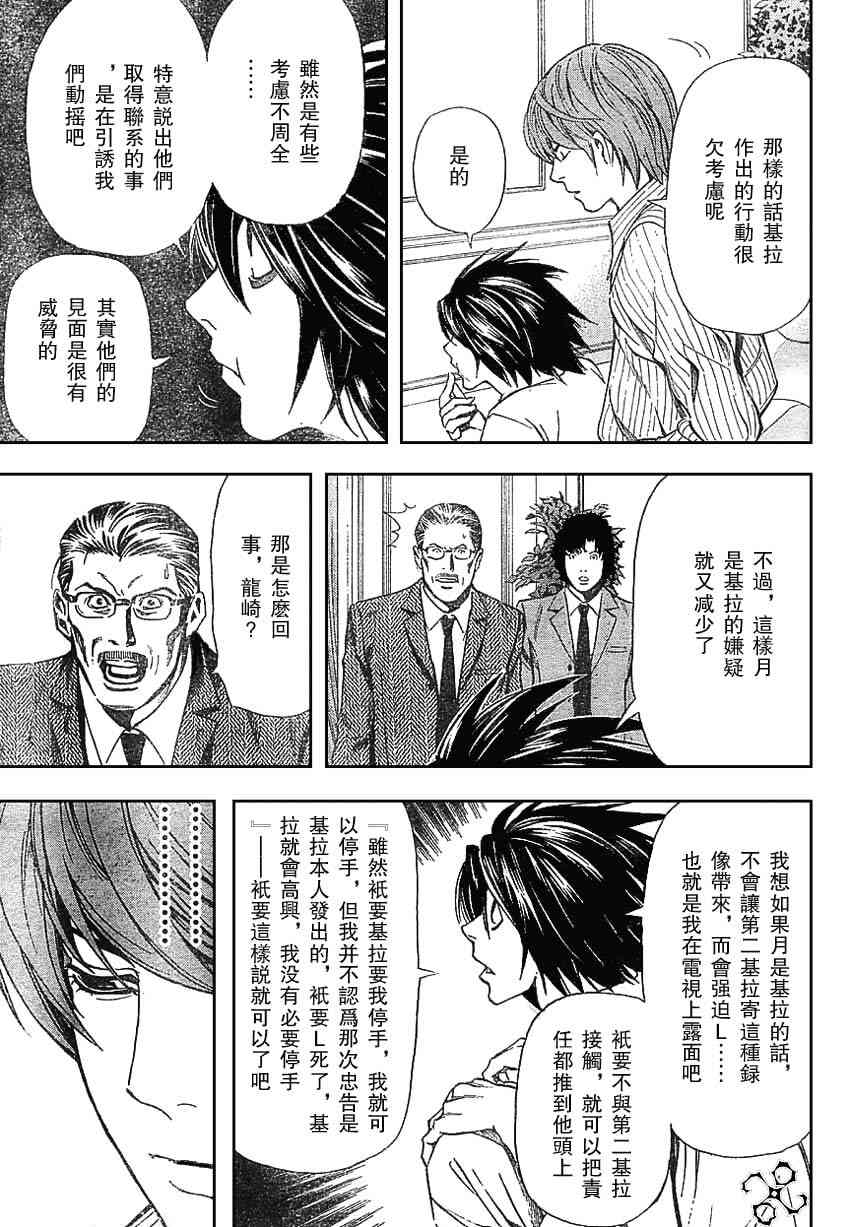 那樣的話基拉
作出的行動很
欠考慮呢
是的
雖然是有些
考慮不周全
……
特意説出他們
取得聯系的事
，是在引誘我
們動摇吧
其實他們的
見面是很有
威脅的
不過，這樣月
是基拉的嫌疑
就又减少了
那是怎麽回
事，龍崎？
我想如果月是基拉的話，
不會讓第二基拉寄這種録
像帶來，而會强迫L……
也就是我在電視上露面吧
衹要不與第二基拉
接觸，就可以把責
任都推到他頭上
『雖然衹要基拉要我停手，我就可
以停手，但我并不認爲那次忠告是
基拉本人發出的，衹要L死了，基
拉就會高興，我没有必要停手
』——衹要這樣説就可以了吧
………………